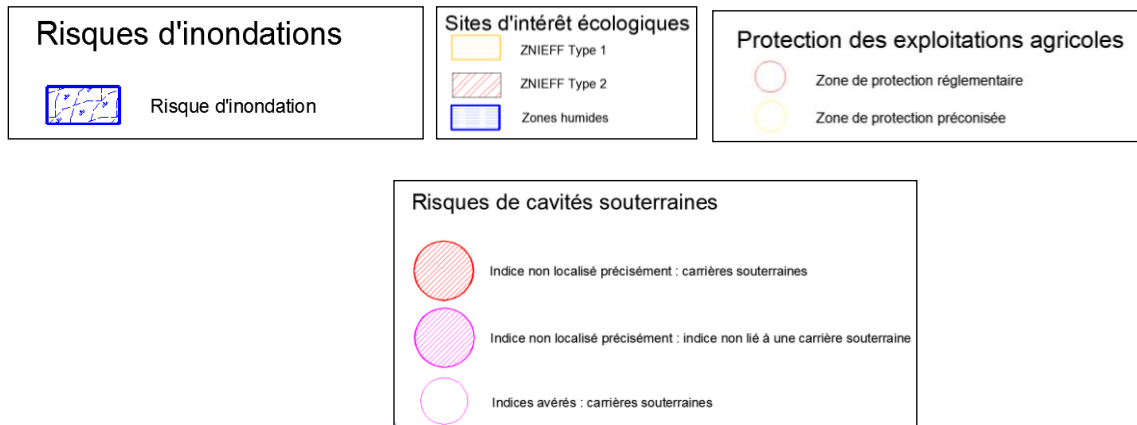 Risques d'inondations
Risque d'inondation
Sites d'intérêt écologiques
ZNIEFF Type 1
ZNIEFF Type 2
Zones humides
Protection des exploitations agricoles
Zone de protection réglementaire
Zone de protection préconisée
Risques de cavités souterraines
Indice non localisé précisément : carrières souterraines
Indice non localisé précisément : indice non lié à une carrière souterraine
Indices avérés : carrières souterraines